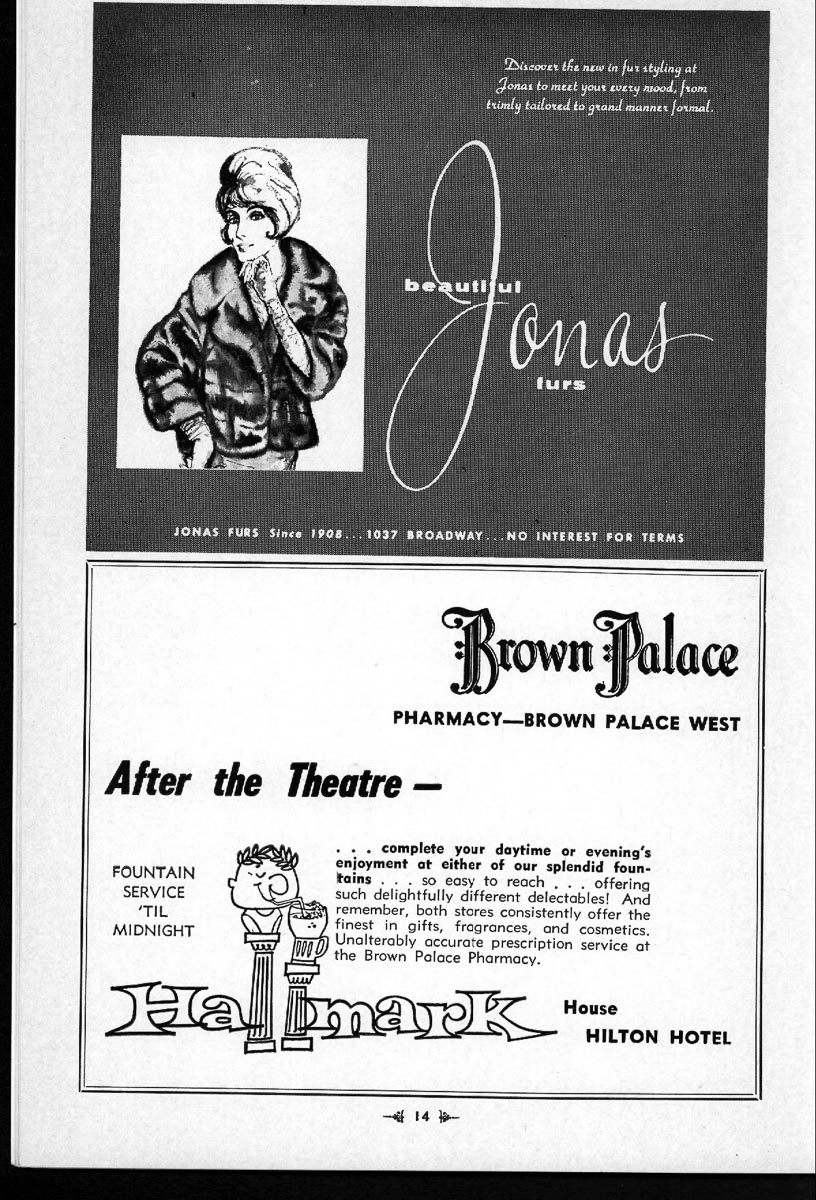 Discover the new in fur styling at
Jonas to meet your every mood, from
trimly tailored to grand manner formal.
beautiful
Jonas
furs
JONAS FURS Since 1908...1037 BROADWAY...NO INTEREST FOR TERMS
Brown Palace
PHARMACY—BROWN PALACE WEST
After the Theatre —
FOUNTAIN
SERVICE
'TIL
MIDNIGHT
. . . complete your daytime or evening's
enjoyment at either of our splendid foun-
tains . . . so easy to reach . . . offering
such delightfully different delectables! And
remember, both stores consistently offer the
finest in gifts, fragrances, and cosmetics.
Unalterably accurate prescription service at
the Brown Palace Pharmacy.
Hallmark
House
HILTON HOTEL
14